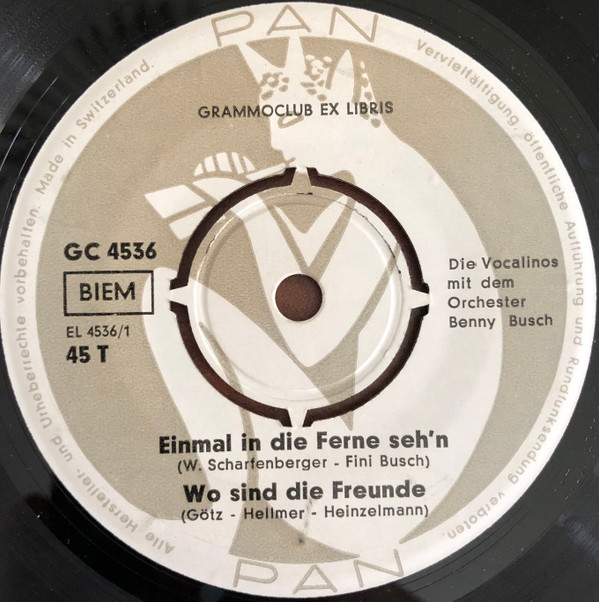 PAN
GRAMMOCLUB EX LIBRIS
GC 4536
BIEM
EL 4536/1
45 T
Die Vocalinos
mit dem
Orchester
Benny Busch
Einmal in die Ferne seh'n
(W. Scharfenberger - Fini Busch)
Wo sind die Freunde
(Götz - Hellmer - Heinzelmann)
PAN
Alle Hersteller- und Urheberrechte vorbehalten. Made in Switzerland.
Vervielfältigung, öffentliche Aufführung und Rundfunksendung verboten.